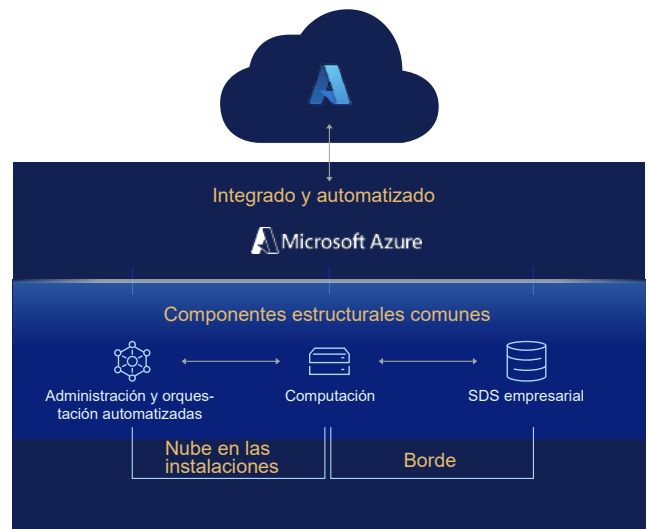 Integrado y automatizado
Microsoft Azure
Componentes estructurales comunes
Administración y orques-
tación automatizadas
Computación
SDS empresarial
Nube en las
instalaciones
Borde